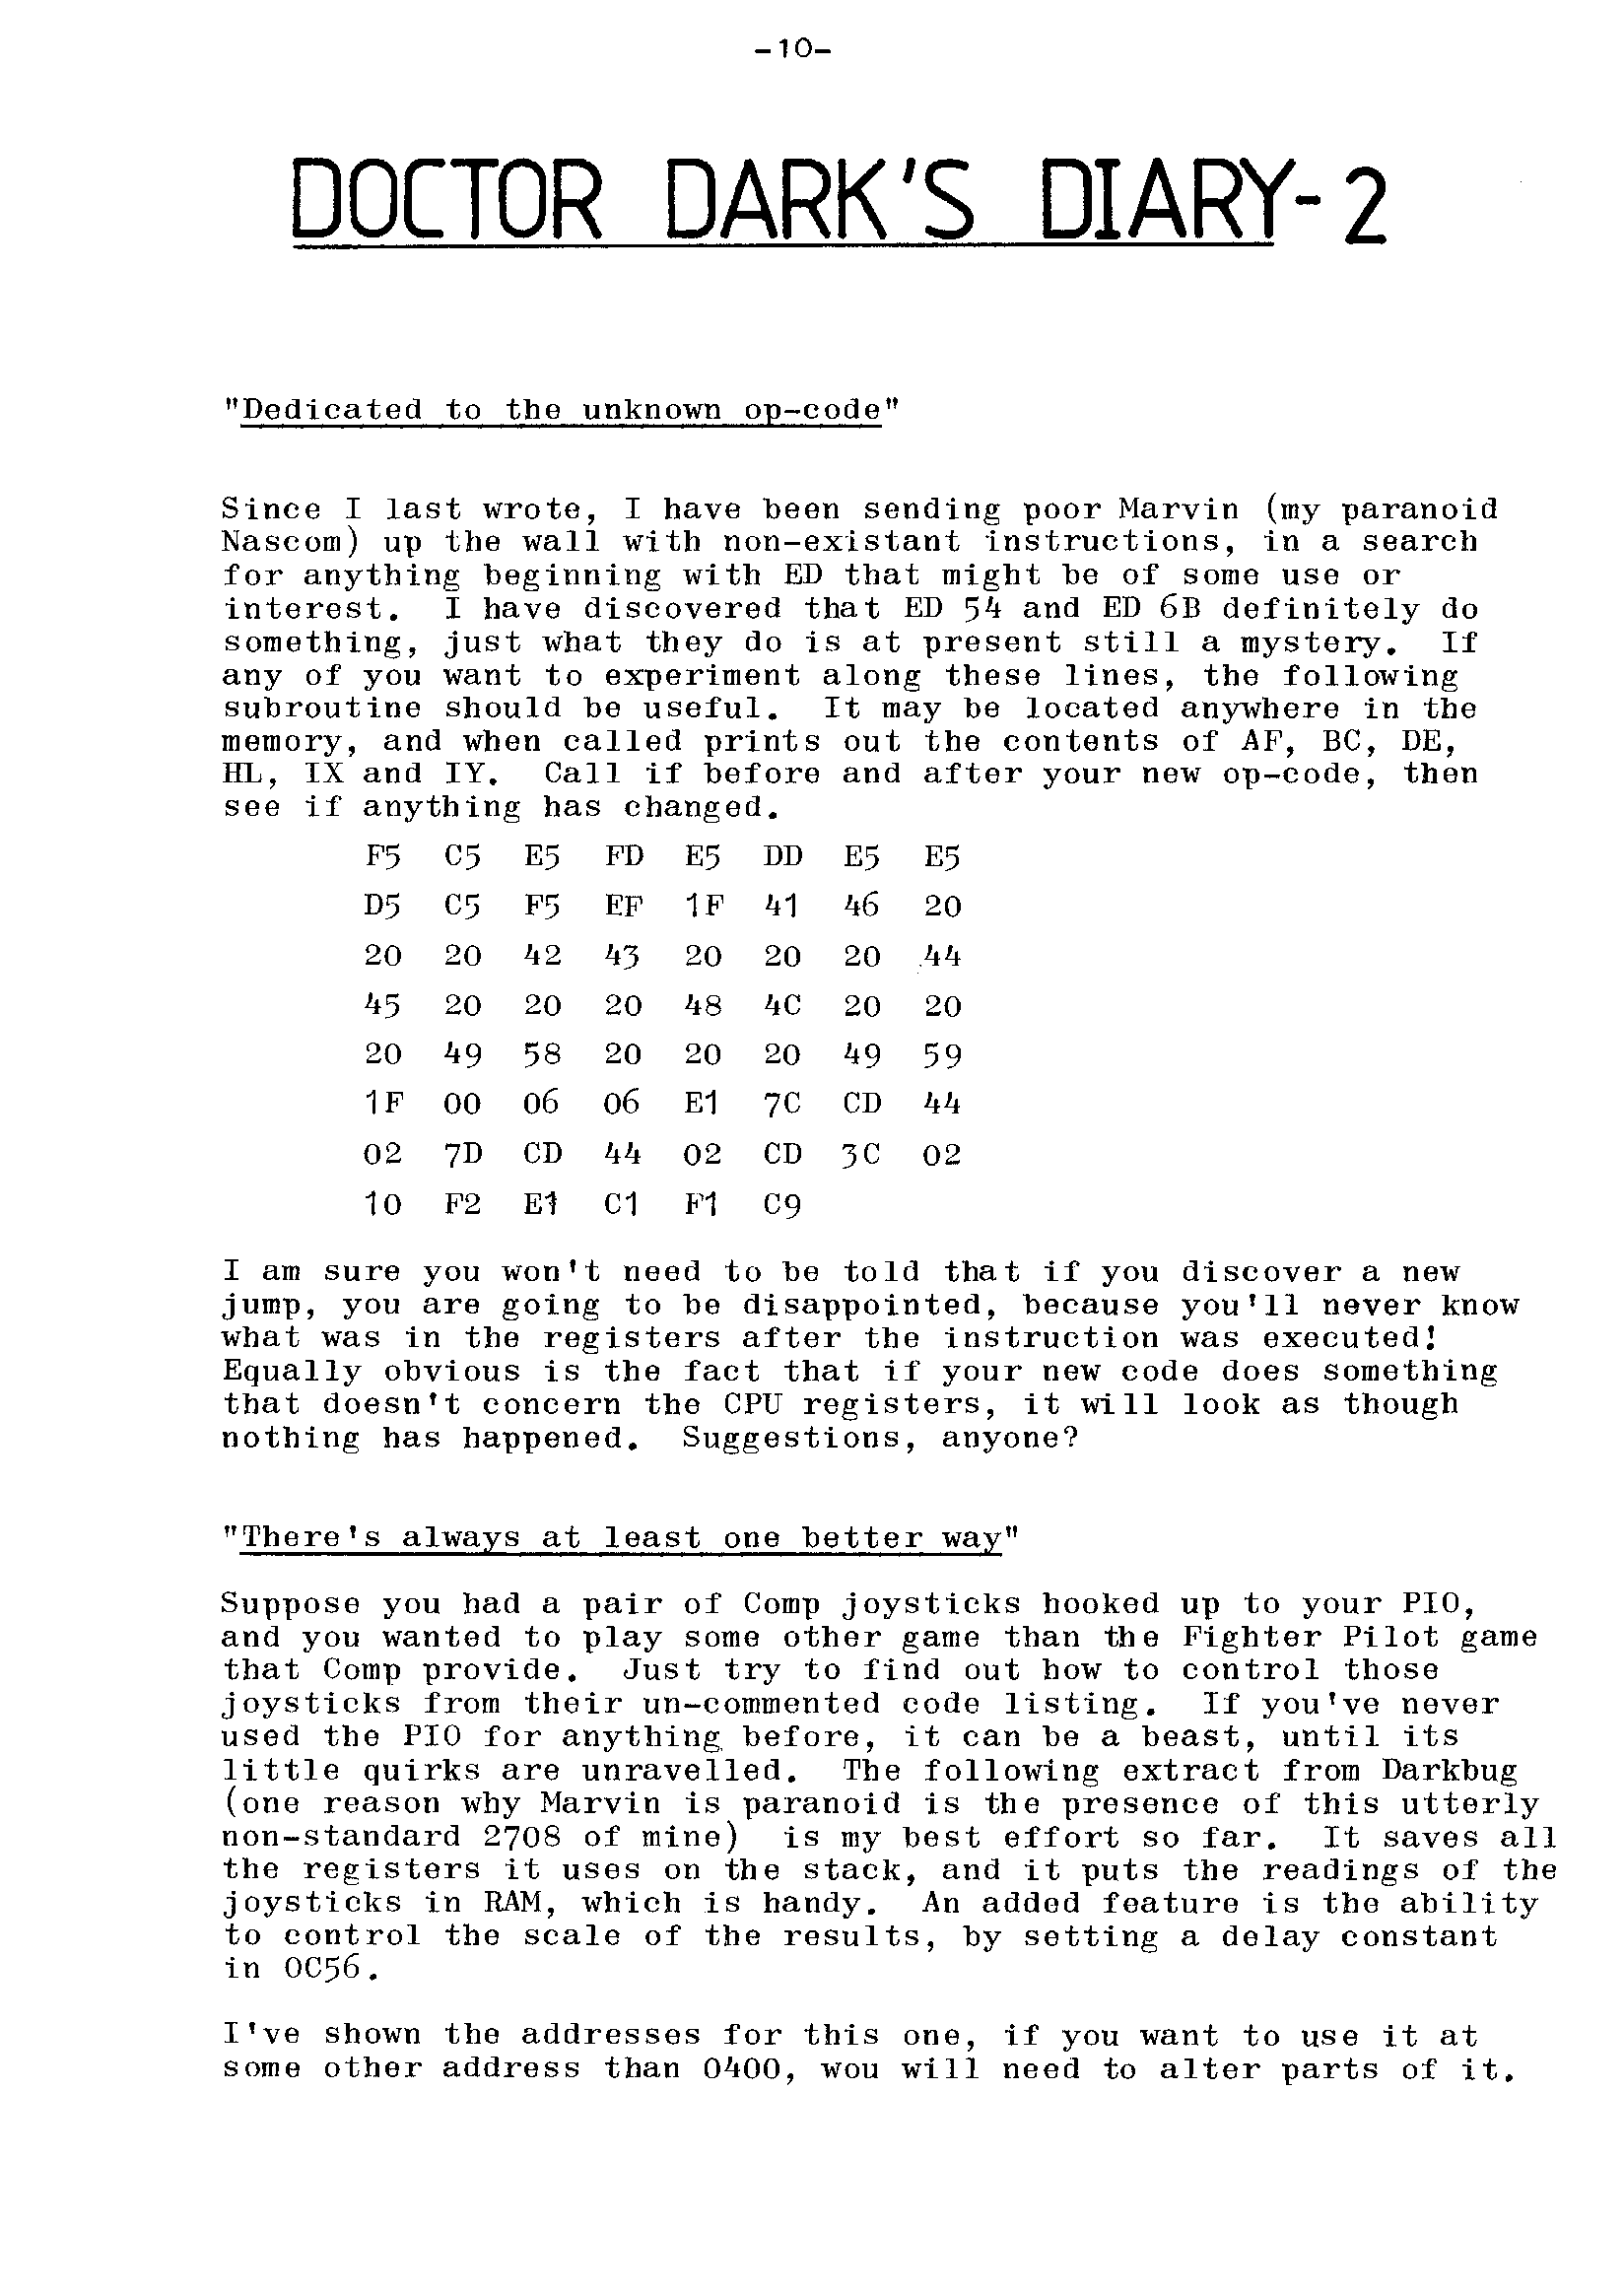 -10-
DOCTOR DARK'S DIARY-2
"Dedicated to the unknown op-code"
Since I last wrote, I have been sending poor Marvin (my paranoid
Nascom) up the wall with non-existant instructions, in a search
for anything beginning with ED that might be of some use or
interest.  I have discovered that ED 54 and ED 6B definitely do
something, just what they do is at present still a mystery.  If
any of you want to experiment along these lines, the following
subroutine should be useful.  It may be located anywhere in the
memory, and when called prints out the contents of AF, BC, DE,
HL, IX and IY.  Call if before and after your new op-code, then
see if anything has changed.
F5 C5 E5 FD E5 DD E5 E5
D5 C5 F5 EF 1F 41 46 20
20 20 42 43 20 20 20 44
45 20 20 20 48 4C 20 20
20 49 58 20 20 20 49 59
1F 00 06 06 E1 7C CD 44
02 7D CD 44 02 CD 3C 02
10 F2 E1 C1 F1 C9
I am sure you won't need to be told that if you discover a new
jump, you are going to be disappointed, because you'll never know
what was in the registers after the instruction was executed!
Equally obvious is the fact that if your new code does something
that doesn't concern the CPU registers, it will look as though
nothing has happened.  Suggestions, anyone?
"There's always at least one better way"
Suppose you had a pair of Comp joysticks hooked up to your PIO,
and you wanted to play some other game than the Fighter Pilot game
that Comp provide.  Just try to find out how to control those
joysticks from their un-commented code listing.  If you've never
used the PIO for anything before, it can be a beast, until its
little quirks are unravelled.  The following extract from Darkbug
(one reason why Marvin is paranoid is the presence of this utterly
non-standard 2708 of mine)  is my best effort so far.  It saves all
the registers it uses on the stack, and it puts the readings of the
joysticks in RAM, which is handy.  An added feature is the ability
to control the scale of the results, by setting a delay constant
in 0C56.
I've shown the addresses for this one, if you want to use it at
some other address than 0400, wou will need to alter parts of it.